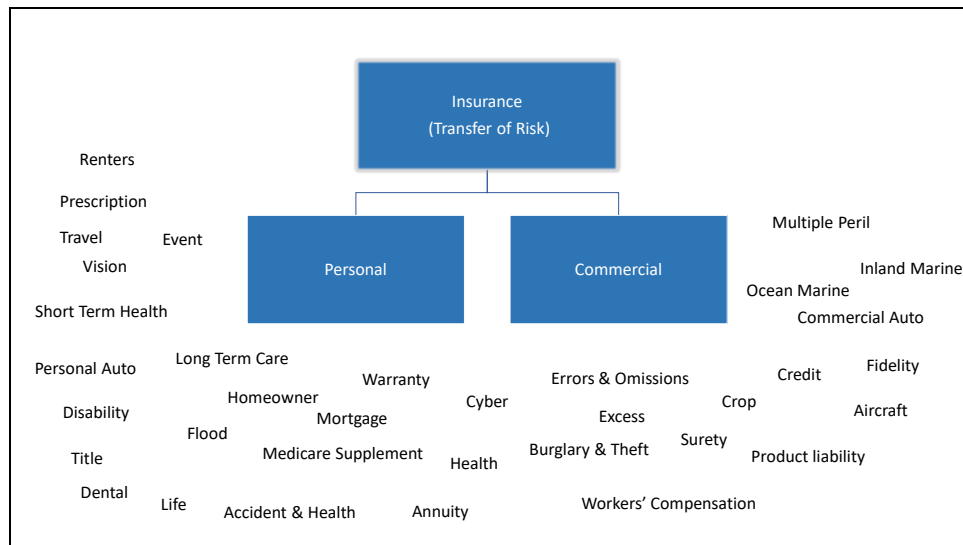 Insurance
(Transfer of Risk)
Renters
Prescription
Travel
Event
Vision
Personal
Commercial
Multiple Peril
Inland Marine
Ocean Marine
Commercial Auto
Short Term Health
Personal Auto
Long Term Care
Warranty
Errors & Omissions
Credit
Fidelity
Homeowner
Cyber
Crop
Disability
Mortgage
Excess
Aircraft
Flood
Surety
Title
Medicare Supplement
Health
Burglary & Theft
Product liability
Dental
Life
Accident & Health
Annuity
Workers’ Compensation